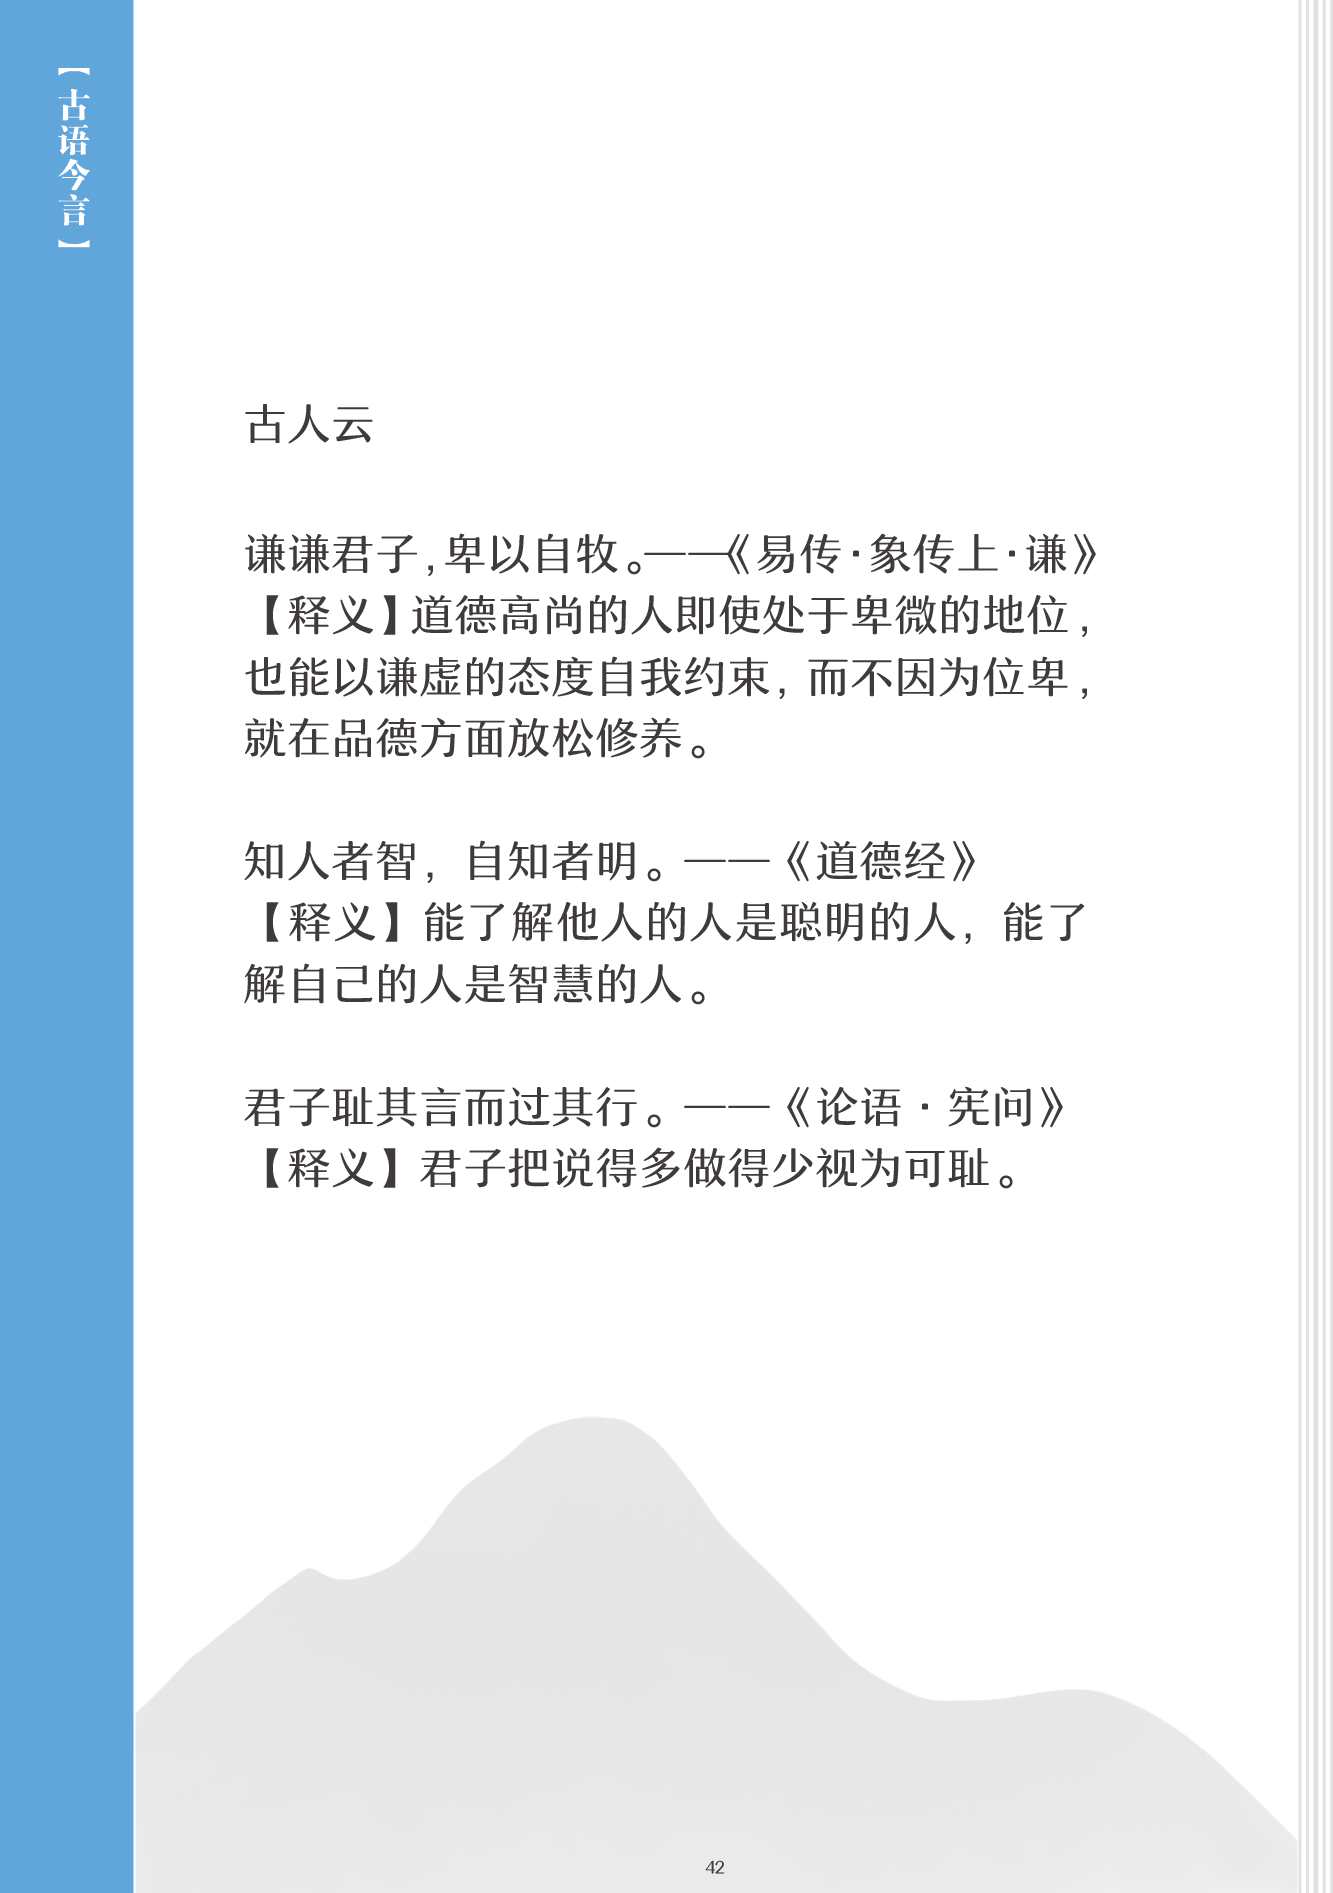 【古语今言】
古人云
谦谦君子,卑以自牧。——《易传·象传上·谦》
【释义】道德高尚的人即使处于卑微的地位，
也能以谦虚的态度自我约束，而不因为位卑，
就在品德方面放松修养。
知人者智，自知者明。——《道德经》
【释义】能了解他人的人是聪明的人，能了
解自己的人是智慧的人。
君子耻其言而过其行。——《论语·宪问》
【释义】君子把说得多做得少视为可耻。
42